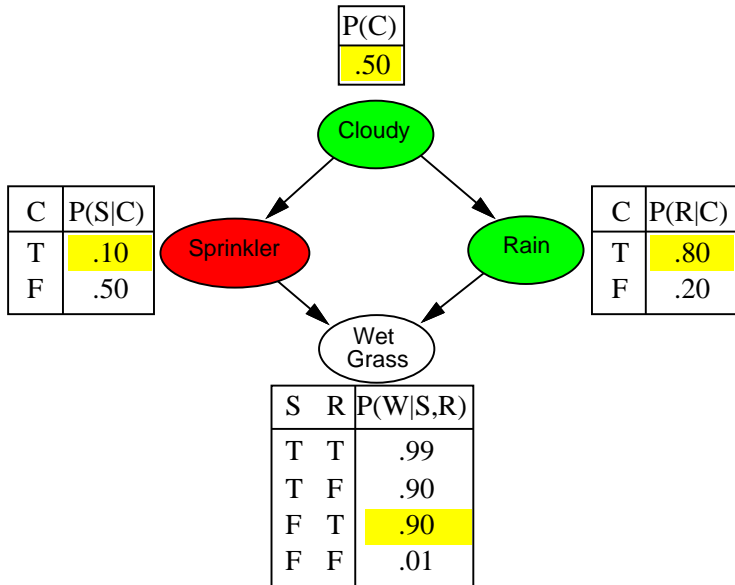 P(C)
.50
Cloudy
C P(S|C)
T .10
F .50
Sprinkler
Rain
C P(R|C)
T .80
F .20
Wet
Grass
S R P(W|S,R)
T T .99
T F .90
F T .90
F F .01